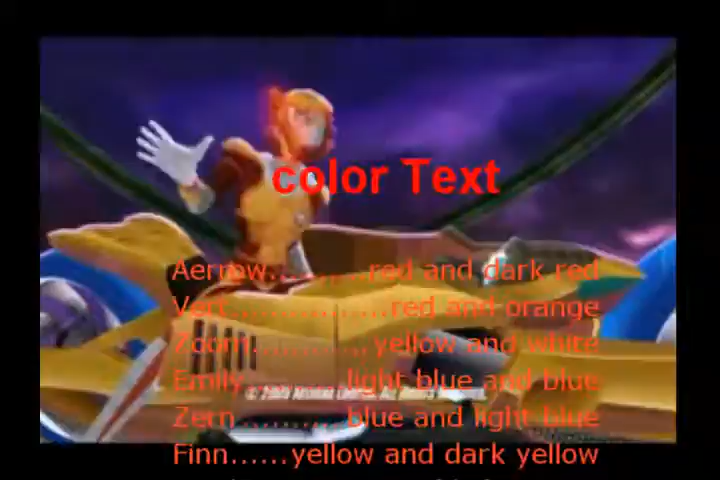 color Text
Aerrow..........red and dark red
Vert................red and orange
Zoom............yellow and white
Emily..........light blue and blue
Zern..........blue and light blue
Finn......yellow and dark yellow